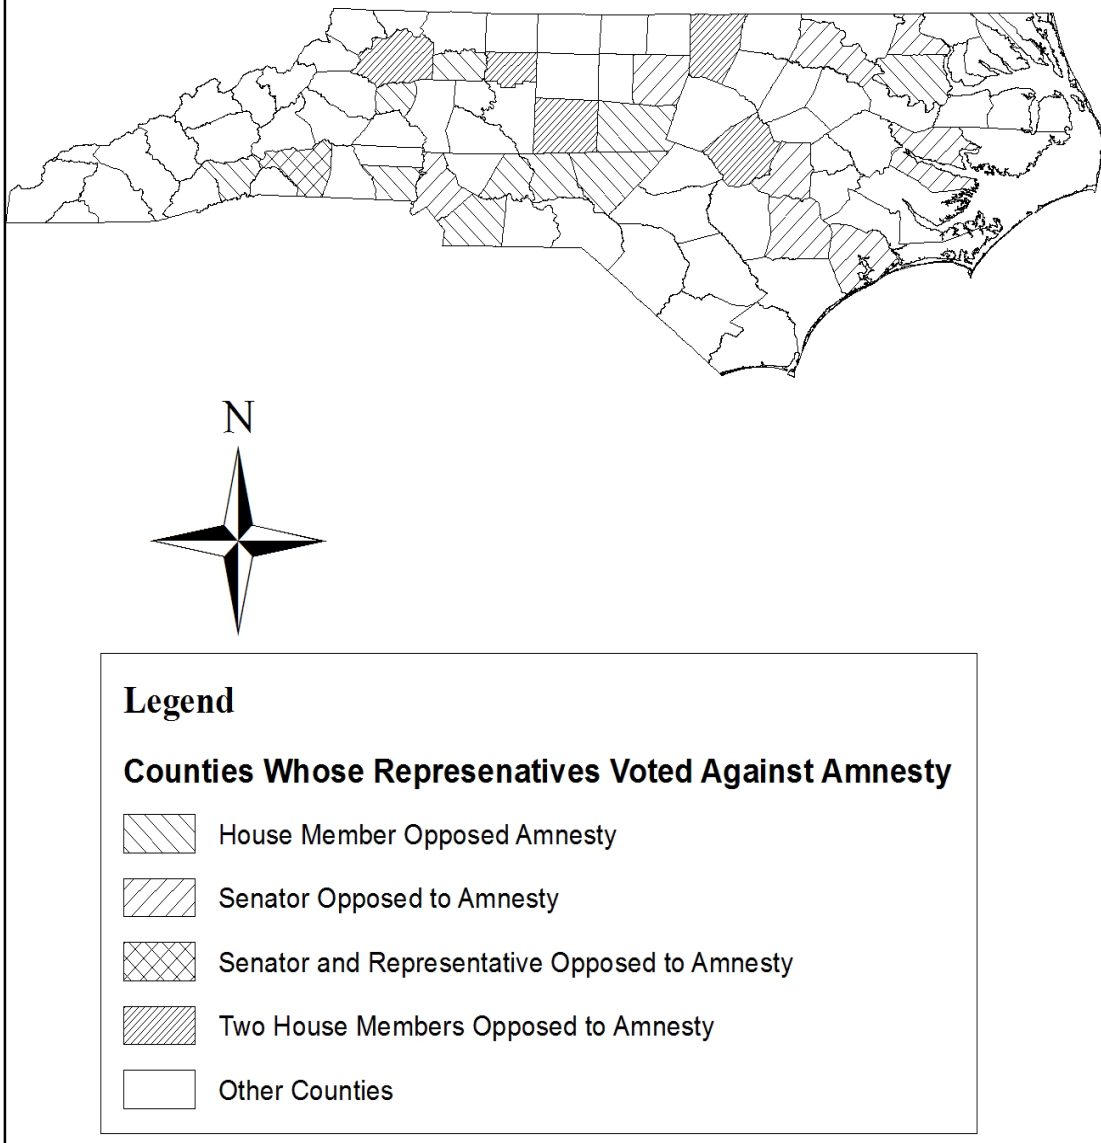 N
Legend
Counties Whose Represenatives Voted Against Amnesty
House Member Opposed Amnesty
Senator Opposed to Amnesty
Senator and Representative Opposed to Amnesty
Two House Members Opposed to Amnesty
Other Counties